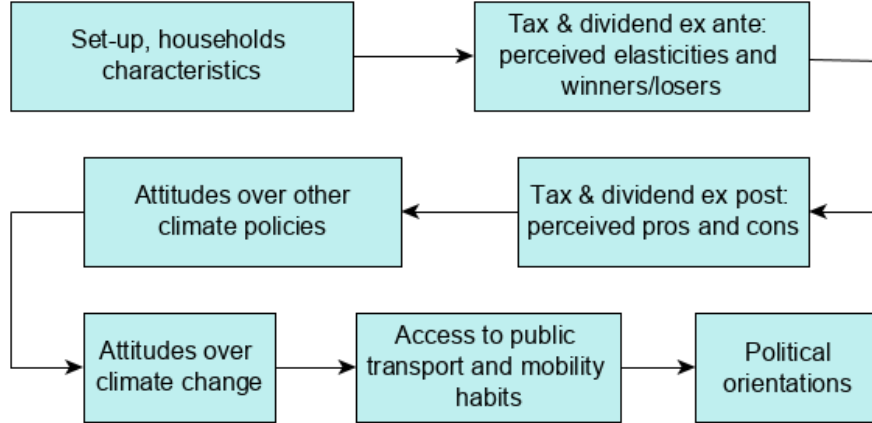 Set-up, households
characteristics
Tax & dividend ex ante:
perceived elasticities and
winners/losers
Attitudes over other
climate policies
Tax & dividend ex post:
perceived pros and cons
Attitudes over
climate change
Access to public
transport and mobility
habits
Political
orientations